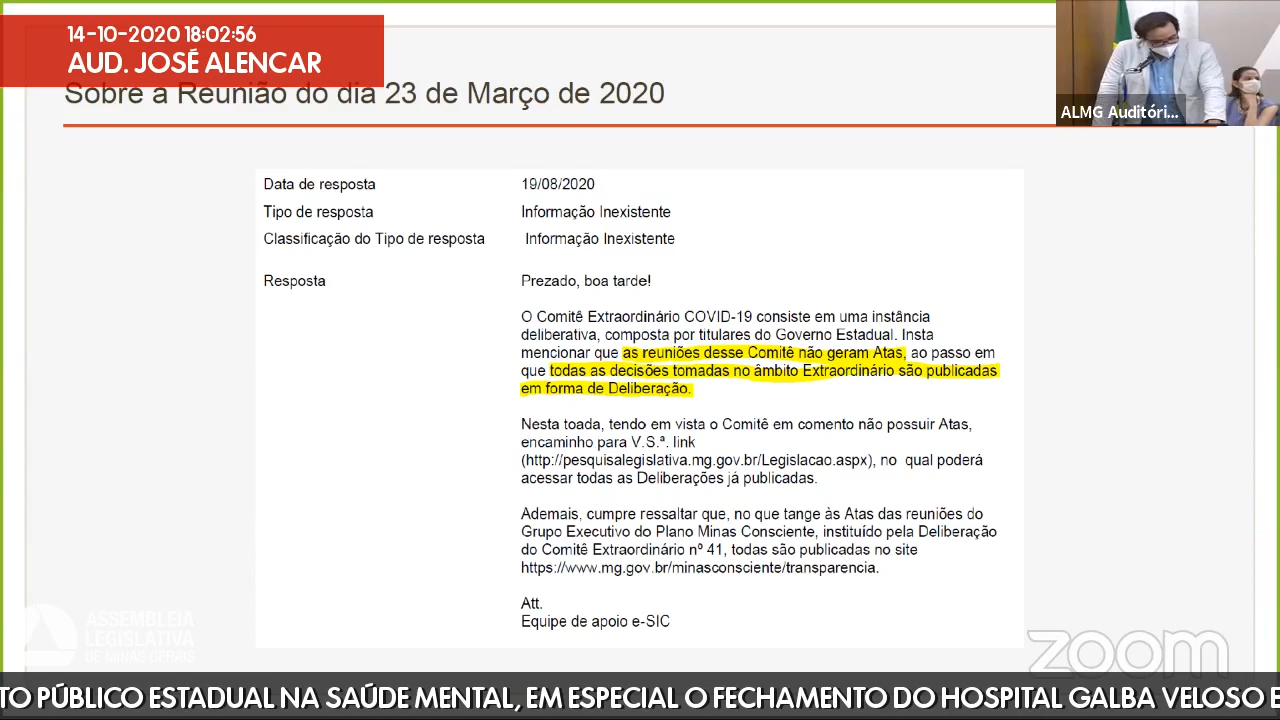 14-10-2020 18:02:56
AUD. JOSÉ ALENCAR
Sobre a Reunião do dia 23 de Março de 2020
ALMG Auditóri...
Data de resposta 19/08/2020
Tipo de resposta Informação Inexistente
Classificação do Tipo de resposta Informação Inexistente
Resposta Prezado, boa tarde!
O Comitê Extraordinário COVID-19 consiste em uma instância
deliberativa, composta por titulares do Governo Estadual. Insta
mencionar que as reuniões desse Comitê não geram Atas, ao passo em
que todas as decisões tomadas no âmbito Extraordinário são publicadas
em forma de Deliberação.
Nesta toada, tendo em vista o Comitê em comento não possuir Atas,
encaminho para V.S.ª. link
(http://pesquisalegislativa.mg.gov.br/Legislacao.aspx), no qual poderá
acessar todas as Deliberações já publicadas.
Ademais, cumpre ressaltar que, no que tange às Atas das reuniões do
Grupo Executivo do Plano Minas Consciente, instituído pela Deliberação
do Comitê Extraordinário nº 41, todas são publicadas no site
https://www.mg.gov.br/minasconsciente/transparencia.
Att.
Equipe de apoio e-SIC
ASSEMBLEIA
LEGISLATIVA
DE MINAS GERAIS
zoom
TO PÚBLICO ESTADUAL NA SAÚDE MENTAL, EM ESPECIAL O FECHAMENTO DO HOSPITAL GALBA VELOSO E